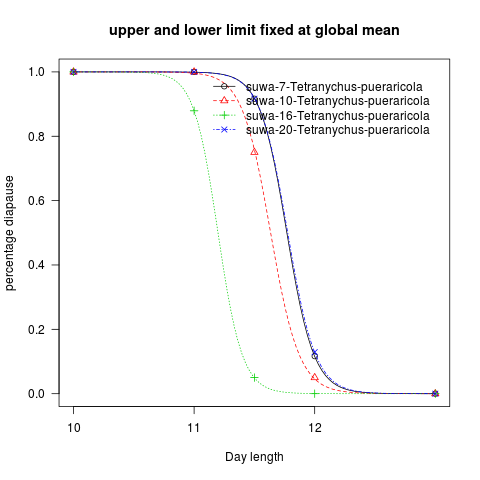 upper and lower limit fixed at global mean
percentage diapause
1.0
0.8
0.6
0.4
0.2
0.0
suwa-7-Tetranychus-pueraricola
suwa-10-Tetranychus-pueraricola
suwa-16-Tetranychus-pueraricola
suwa-20-Tetranychus-pueraricola
10 11 12
Day length